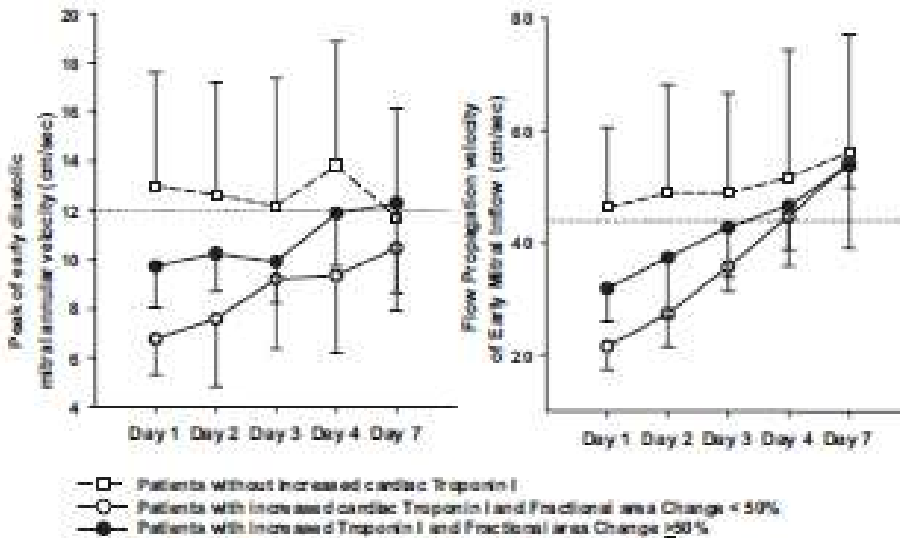 20
18
16
14
12
10
8
6
4
Peak of early diastolic
mitral annular velocity (cm/sec)
Day 1 Day 2 Day 3 Day 4 Day 7
80
60
40
20
Flow Propagation velocity
of Early Mitral Inflow (cm/sec)
Day 1 Day 2 Day 3 Day 4 Day 7
Patients without increased cardiac Troponin I
Patients with increased cardiac Troponin I and Fractional area Change < 50%
Patients with increased Troponin I and Fractional area Change ≥50%